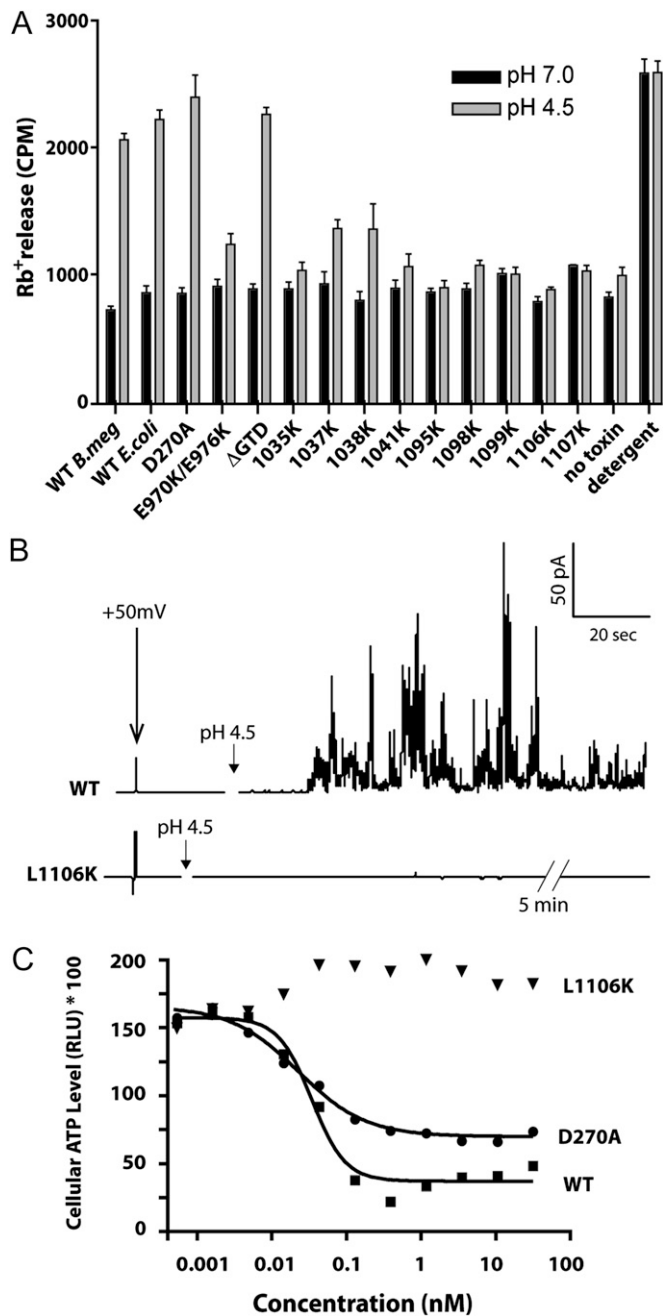 A
Rb⁺ release (CPM)
3000
2000
1000
0
pH 7.0
pH 4.5
WT B.meg
WT E.coli
D270A
E970K/E976K
ΔGTD
1035K
1037K
1038K
1041K
1095K
1098K
1099K
1106K
1107K
no toxin
detergent
B
+50mV
50 pA
20 sec
pH 4.5
WT
pH 4.5
L1106K
5 min
C
Cellular ATP Level (RLU) * 100
200
150
100
50
0
L1106K
D270A
WT
0.001 0.01 0.1 1 10 100
Concentration (nM)